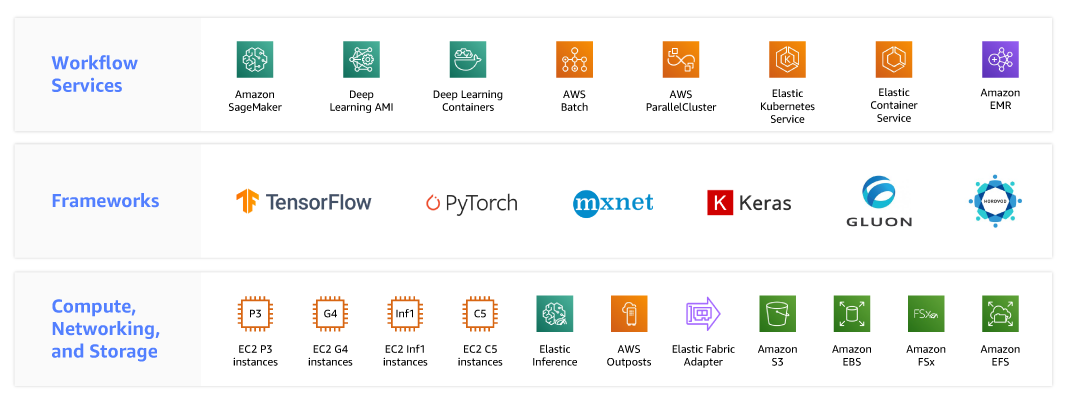 Workflow
Services
Amazon
SageMaker
Deep
Learning AMI
Deep Learning
Containers
AWS
Batch
AWS
ParallelCluster
Elastic
Kubernetes
Service
Elastic
Container
Service
Amazon
EMR
Frameworks
TensorFlow
PyTorch
mxnet
K Keras
GLUON
HOROVOD
Compute,
Networking,
and Storage
P3
EC2 P3
instances
G4
EC2 G4
instances
Inf1
EC2 Inf1
instances
C5
EC2 C5
instances
Elastic
Inference
AWS
Outposts
Elastic Fabric
Adapter
Amazon
S3
Amazon
EBS
FSx
Amazon
FSx
Amazon
EFS